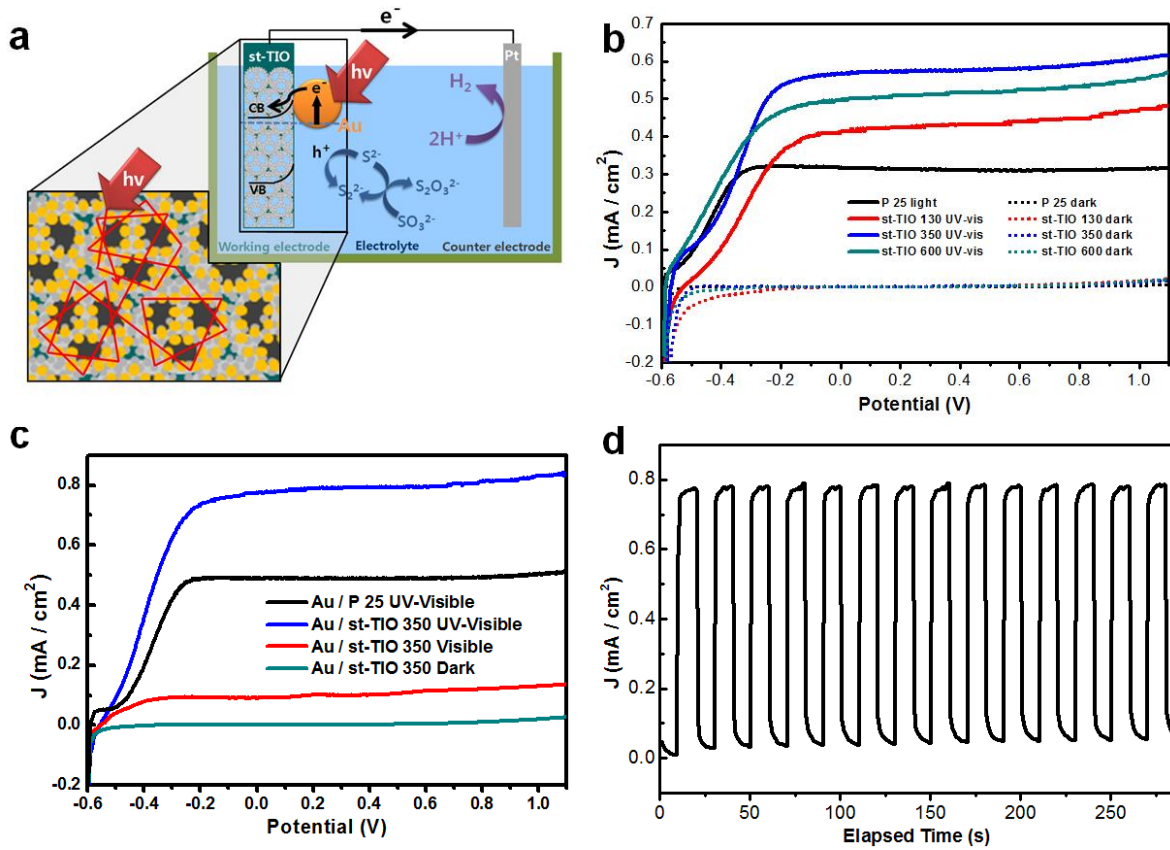 a
e⁻
st-TIO
hν
Pt
CB
e⁻
Au
H₂
2H⁺
h⁺
S²⁻
VB
S₂²⁻
S₂O₃²⁻
SO₃²⁻
hν
Working electrode
Electrolyte
Counter electrode
b
0.7
0.6
0.5
0.4
0.3
0.2
0.1
0.0
-0.1
-0.2
J (mA / cm²)
P 25 light
P 25 dark
st-TIO 130 UV-vis
st-TIO 130 dark
st-TIO 350 UV-vis
st-TIO 350 dark
st-TIO 600 UV-vis
st-TIO 600 dark
-0.6 -0.4 -0.2 0.0 0.2 0.4 0.6 0.8 1.0
Potential (V)
c
0.8
0.6
0.4
0.2
0.0
-0.2
J (mA / cm²)
Au / P 25 UV-Visible
Au / st-TIO 350 UV-Visible
Au / st-TIO 350 Visible
Au / st-TIO 350 Dark
-0.6 -0.4 -0.2 0.0 0.2 0.4 0.6 0.8 1.0
Potential (V)
d
0.8
0.6
0.4
0.2
0.0
J (mA / cm²)
0 50 100 150 200 250
Elapsed Time (s)